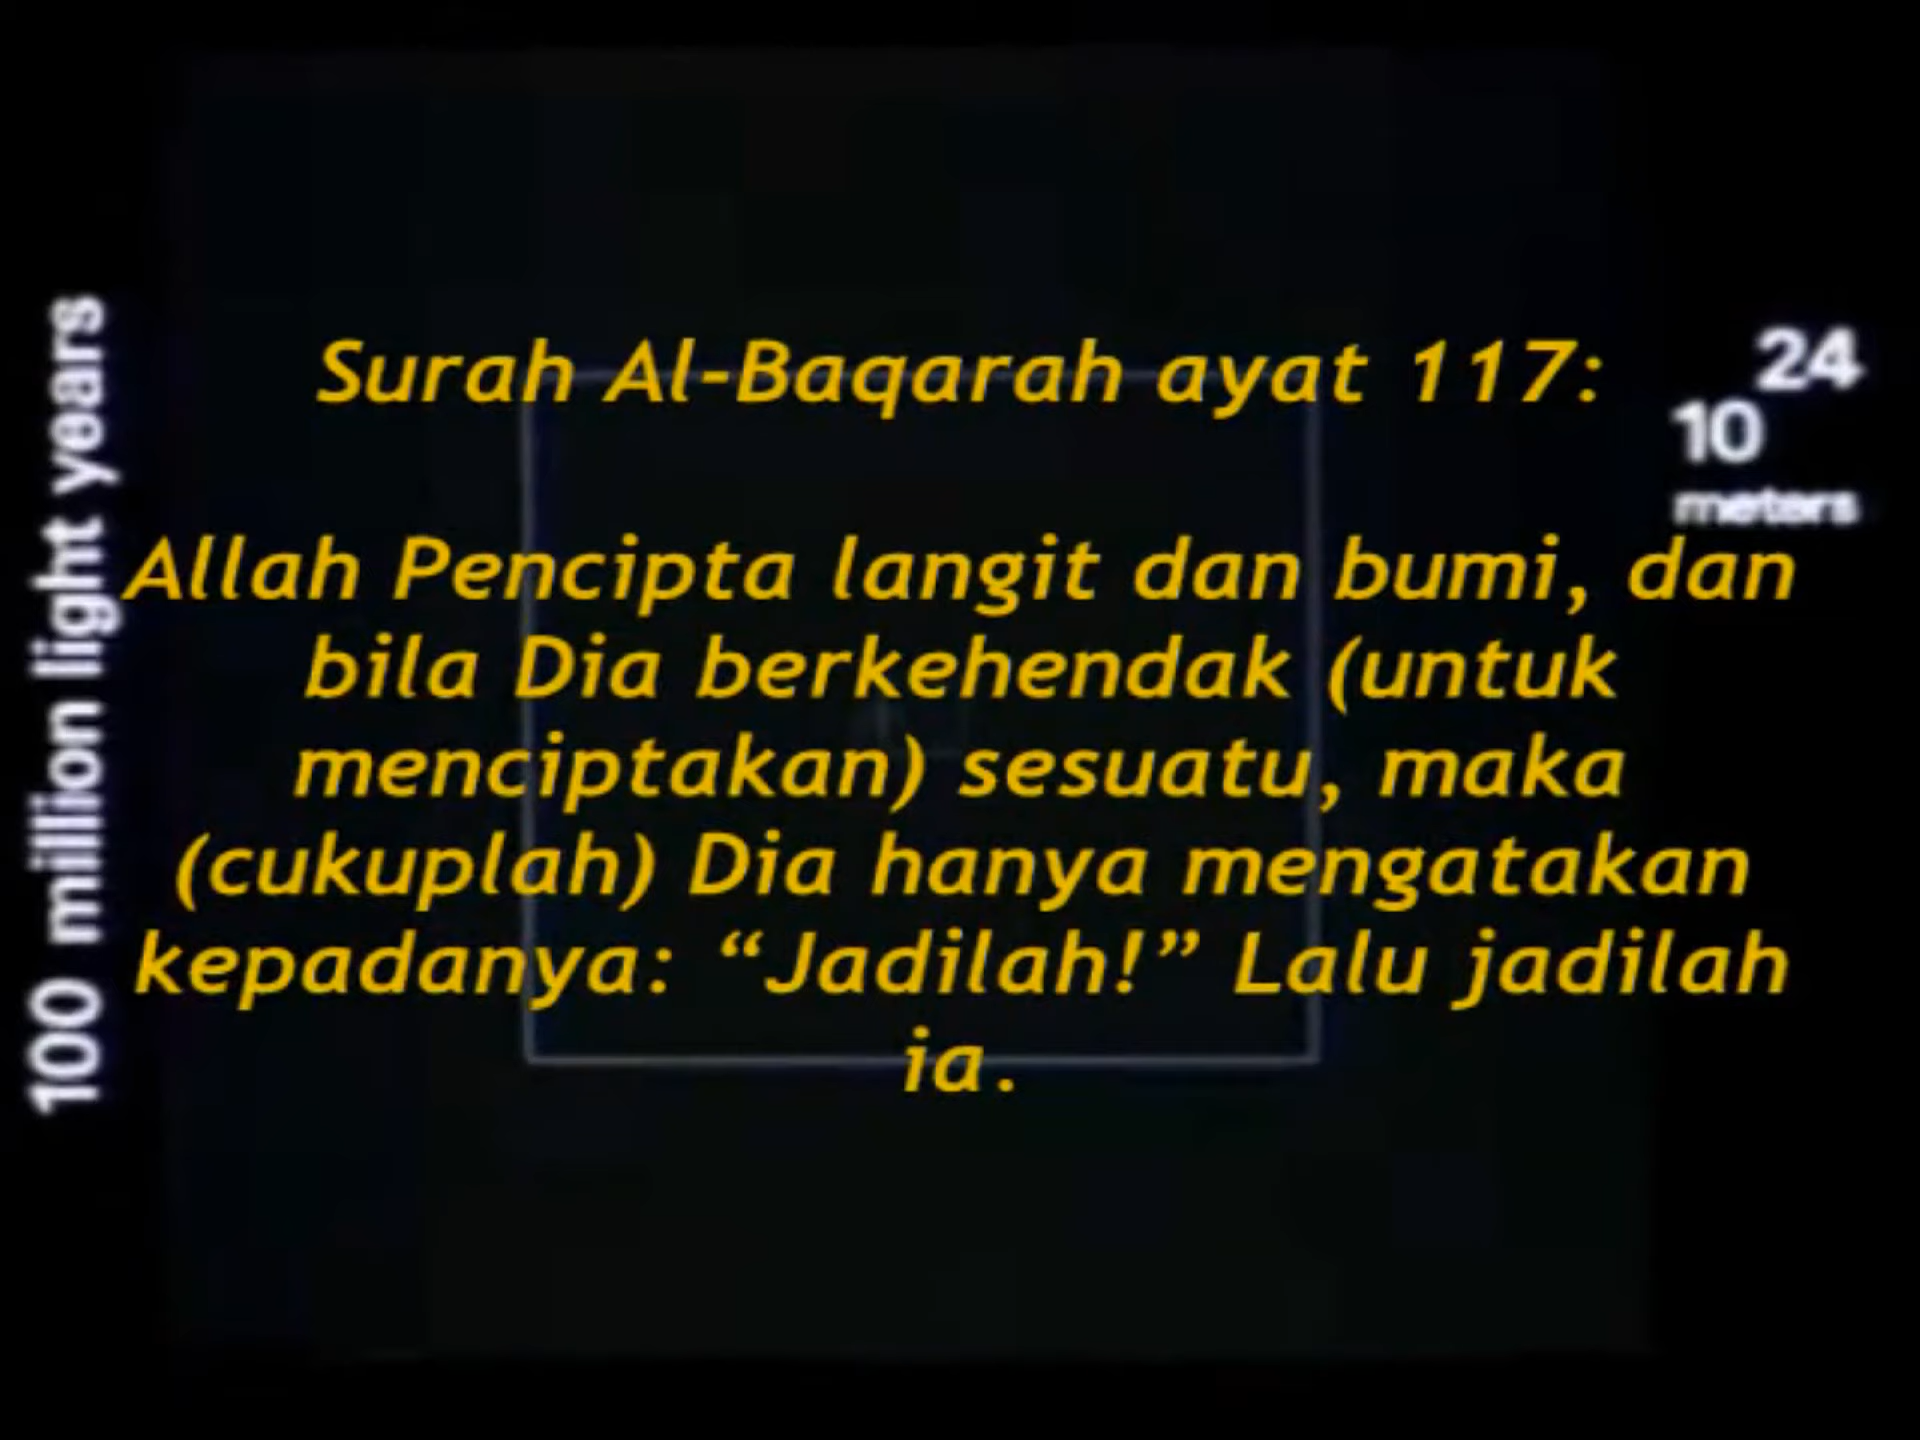 Surah Al-Baqarah ayat 117:
Allah Pencipta langit dan bumi, dan
bila Dia berkehendak (untuk
menciptakan) sesuatu, maka
(cukuplah) Dia hanya mengatakan
kepadanya: “Jadilah!” Lalu jadilah
ia.
100 million light years
24
10
meters